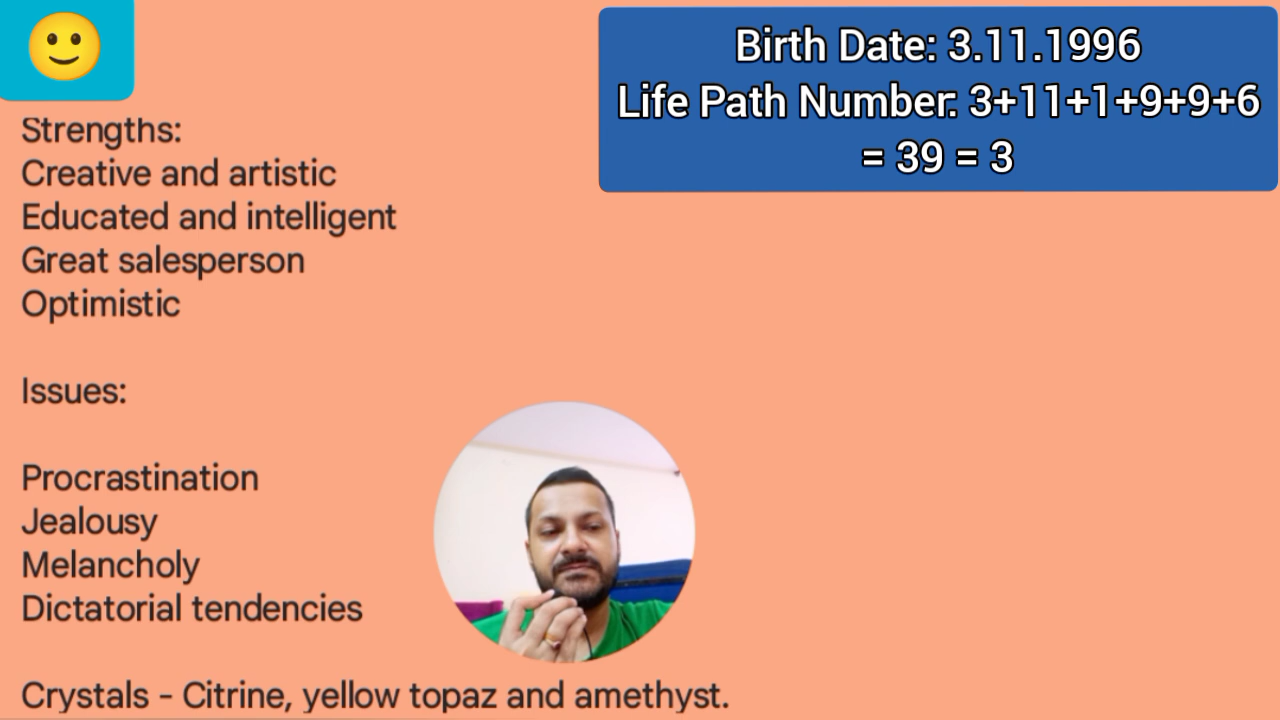 Birth Date: 3.11.1996
Life Path Number: 3+11+1+9+9+6
= 39 = 3
Strengths:
Creative and artistic
Educated and intelligent
Great salesperson
Optimistic
Issues:
Procrastination
Jealousy
Melancholy
Dictatorial tendencies
Crystals - Citrine, yellow topaz and amethyst.